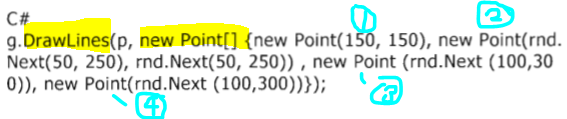 C#
① ②
g.DrawLines(p, new Point[] {new Point(150, 150), new Point(rnd.
Next(50, 250), rnd.Next(50, 250)) , new Point (rnd.Next (100,30
0)), new Point(rnd.Next (100,300))});
④ ③